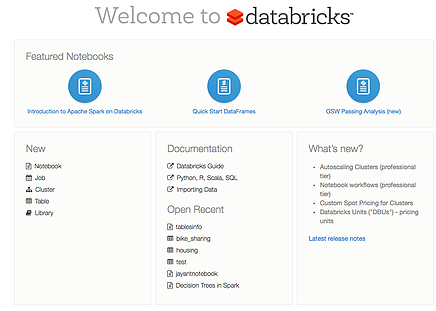 Welcome to databricks™
Featured Notebooks
Introduction to Apache Spark on Databricks
Quick Start DataFrames
GSW Passing Analysis (new)
New
Notebook
Job
Cluster
Table
Library
Documentation
Databricks Guide
Python, R, Scala, SQL
Importing Data
Open Recent
tablesinfo
bike_sharing
housing
test
jayantnotebook
Decision Trees in Spark
What's new?
• Autoscaling Clusters (professional
tier)
• Notebook workflows (professional
tier)
• Custom Spot Pricing for Clusters
• Databricks Units ("DBUs") - pricing
units
Latest release notes